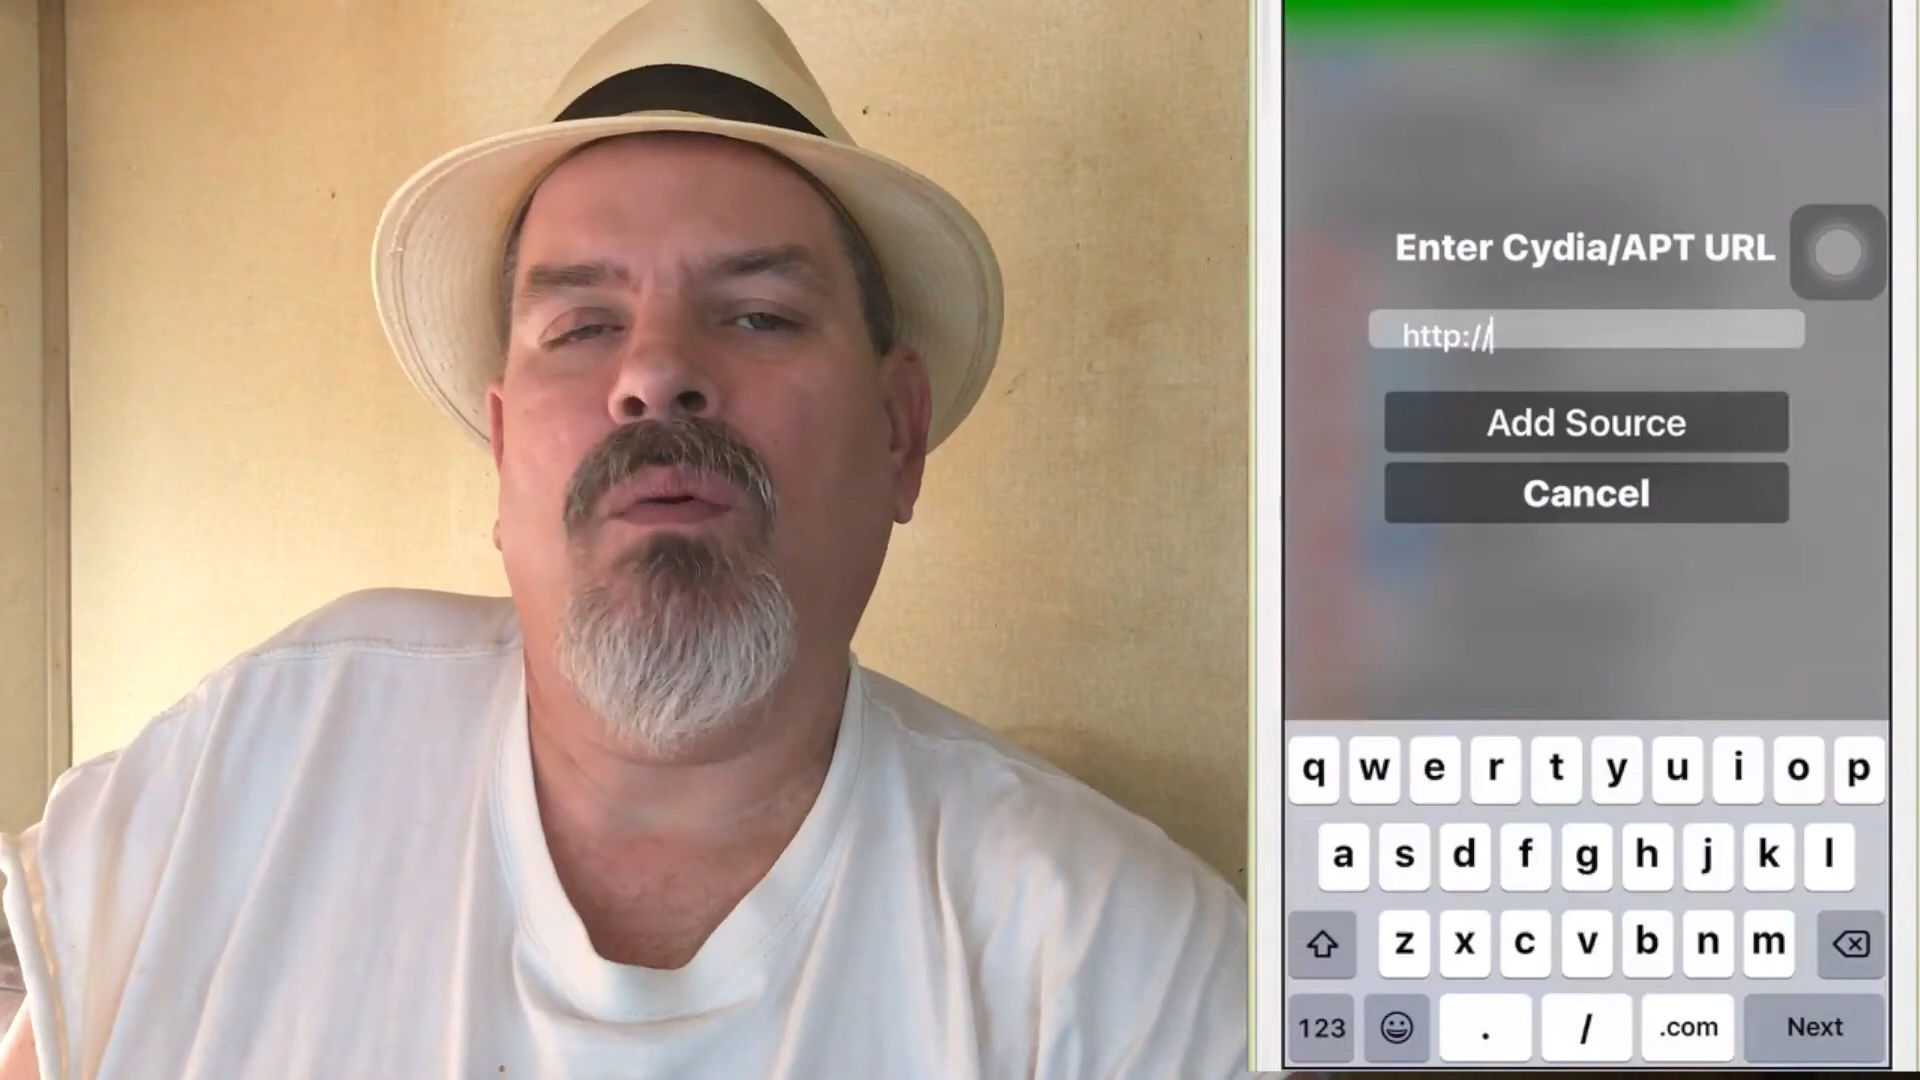 Enter Cydia/APT URL
http://
Add Source
Cancel
q w e r t y u i o p
a s d f g h j k l
z x c v b n m
123 . / .com Next